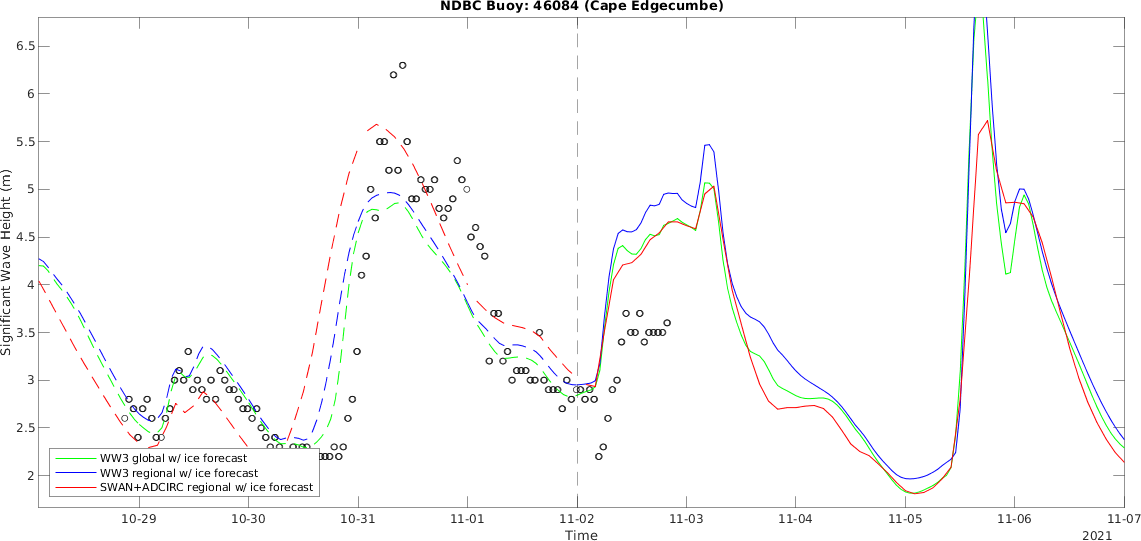 NDBC Buoy: 46084 (Cape Edgecumbe)
Significant Wave Height (m)
6.5
6
5.5
5
4.5
4
3.5
3
2.5
2
WW3 global w/ ice forecast
WW3 regional w/ ice forecast
SWAN+ADCIRC regional w/ ice forecast
10-29 10-30 10-31 11-01 11-02 11-03 11-04 11-05 11-06 11-07
Time
2021